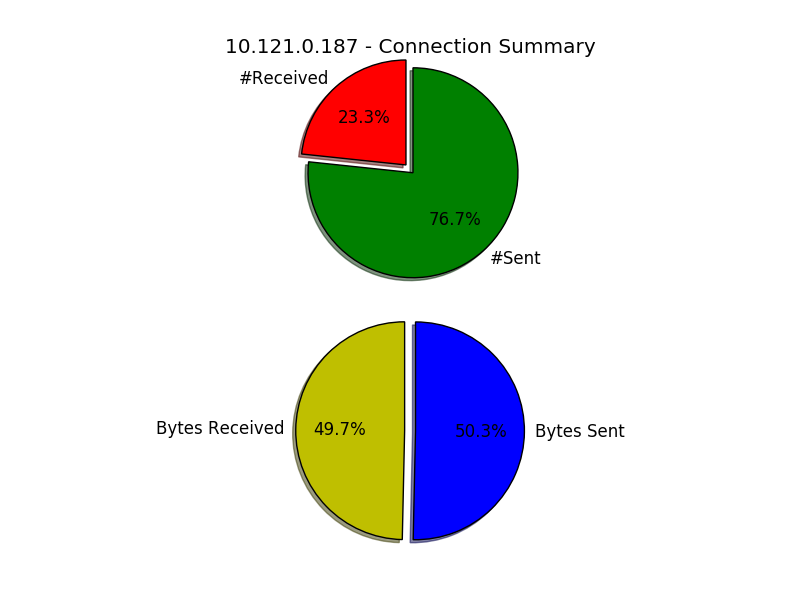 10.121.0.187 - Connection Summary
#Received
23.3%
76.7%
#Sent
Bytes Received
49.7%
50.3%
Bytes Sent